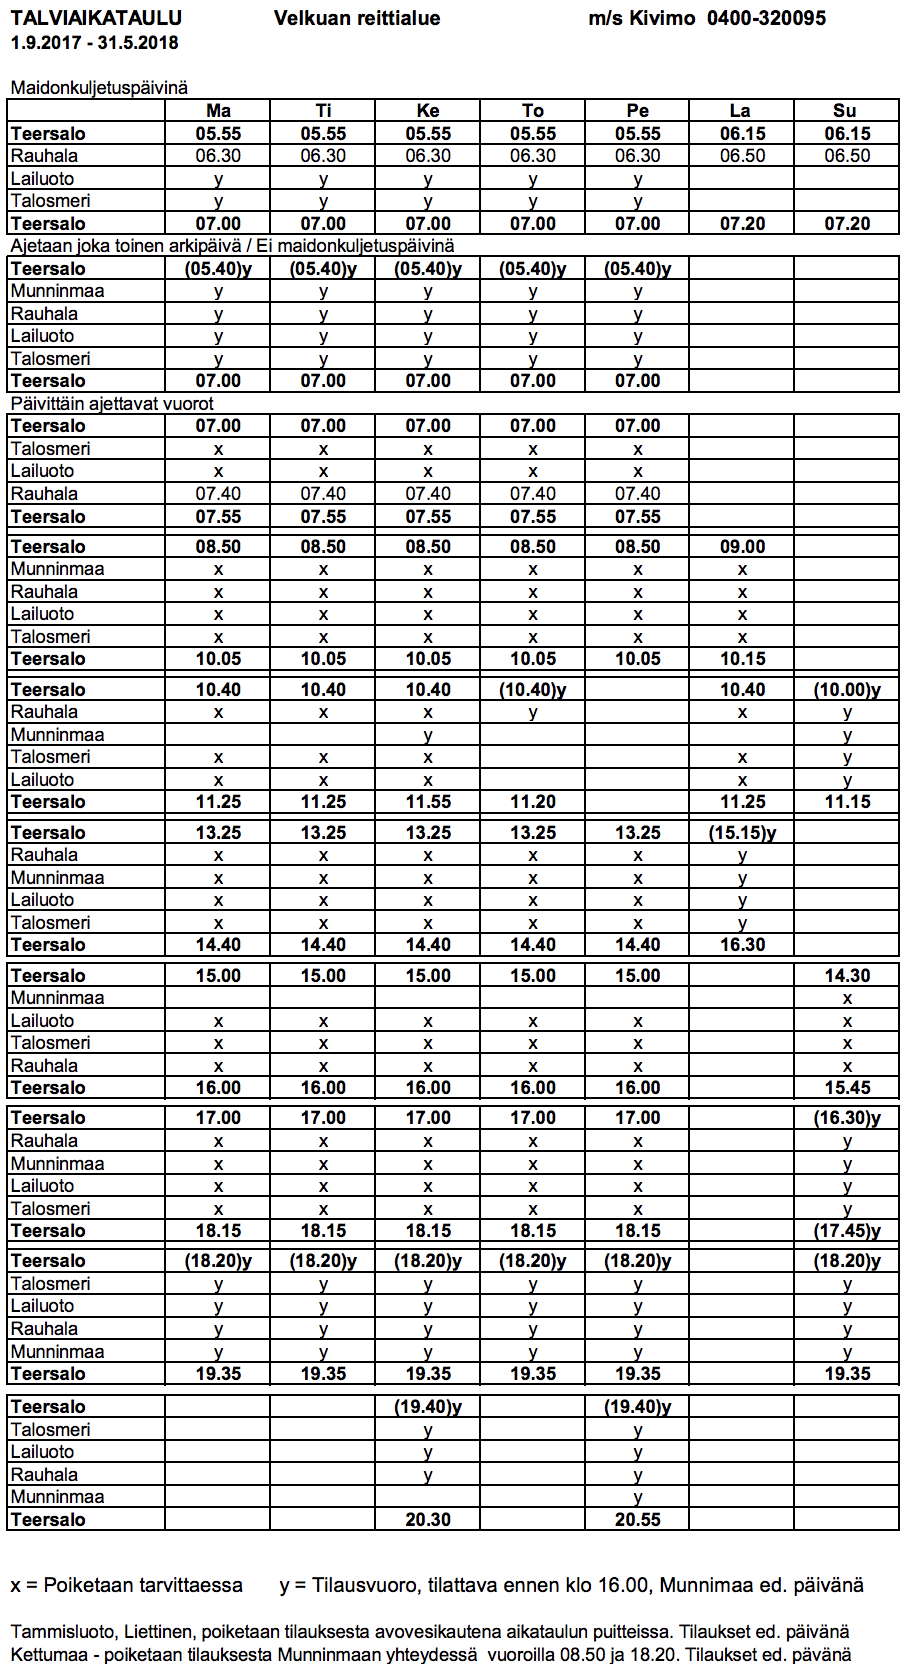 TALVIAIKATAULU Velkuan reittialue m/s Kivimo 0400-320095
1.9.2017 - 31.5.2018
Maidonkuljetuspäivinä
Ma Ti Ke To Pe La Su
Teersalo 05.55 05.55 05.55 05.55 05.55 06.15 06.15
Rauhala 06.30 06.30 06.30 06.30 06.30 06.50 06.50
Lailuoto y y y y y
Talosmeri y y y y y
Teersalo 07.00 07.00 07.00 07.00 07.00 07.20 07.20
Ajetaan joka toinen arkipäivä / Ei maidonkuljetuspäivinä
Teersalo (05.40)y (05.40)y (05.40)y (05.40)y (05.40)y
Munninmaa y y y y y
Rauhala y y y y y
Lailuoto y y y y y
Talosmeri y y y y y
Teersalo 07.00 07.00 07.00 07.00 07.00
Päivittäin ajettavat vuorot
Teersalo 07.00 07.00 07.00 07.00 07.00
Talosmeri x x x x x
Lailuoto x x x x x
Rauhala 07.40 07.40 07.40 07.40 07.40
Teersalo 07.55 07.55 07.55 07.55 07.55
Teersalo 08.50 08.50 08.50 08.50 08.50 09.00
Munninmaa x x x x x x
Rauhala x x x x x x
Lailuoto x x x x x x
Talosmeri x x x x x x
Teersalo 10.05 10.05 10.05 10.05 10.05 10.15
Teersalo 10.40 10.40 10.40 (10.40)y 10.40 (10.00)y
Rauhala x x x y x y
Munninmaa y y
Talosmeri x x x x y
Lailuoto x x x x y
Teersalo 11.25 11.25 11.55 11.20 11.25 11.15
Teersalo 13.25 13.25 13.25 13.25 13.25 (15.15)y
Rauhala x x x x x y
Munninmaa x x x x x y
Lailuoto x x x x x y
Talosmeri x x x x x y
Teersalo 14.40 14.40 14.40 14.40 14.40 16.30
Teersalo 15.00 15.00 15.00 15.00 15.00 14.30
Munninmaa x
Lailuoto x x x x x x
Talosmeri x x x x x x
Rauhala x x x x x x
Teersalo 16.00 16.00 16.00 16.00 16.00 15.45
Teersalo 17.00 17.00 17.00 17.00 17.00 (16.30)y
Rauhala x x x x x y
Munninmaa x x x x x y
Lailuoto x x x x x y
Talosmeri x x x x x y
Teersalo 18.15 18.15 18.15 18.15 18.15 (17.45)y
Teersalo (18.20)y (18.20)y (18.20)y (18.20)y (18.20)y (18.20)y
Talosmeri y y y y y y
Lailuoto y y y y y y
Rauhala y y y y y y
Munninmaa y y y y y y
Teersalo 19.35 19.35 19.35 19.35 19.35 19.35
Teersalo (19.40)y (19.40)y
Talosmeri y y
Lailuoto y y
Rauhala y y
Munninmaa y
Teersalo 20.30 20.55
x = Poiketaan tarvittaessa y = Tilausvuoro, tilattava ennen klo 16.00, Munnimaa ed. päivänä
Tammisluoto, Liettinen, poiketaan tilauksesta avovesikautena aikataulun puitteissa. Tilaukset ed. päivänä
Kettumaa - poiketaan tilauksesta Munninmaan yhteydessä vuoroilla 08.50 ja 18.20. Tilaukset ed. pävänä